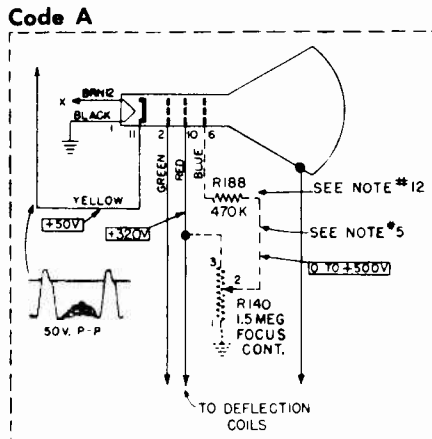 Code A
X
BRN12
BLACK
1
11
2
10
6
GREEN
RED
BLUE
R188
470K
SEE NOTE #12
YELLOW
+50V
+320V
SEE NOTE #5
0 TO +500V
3
2
1
R140
1.5 MEG
FOCUS
CONT.
50V. P-P
TO DEFLECTION
COILS